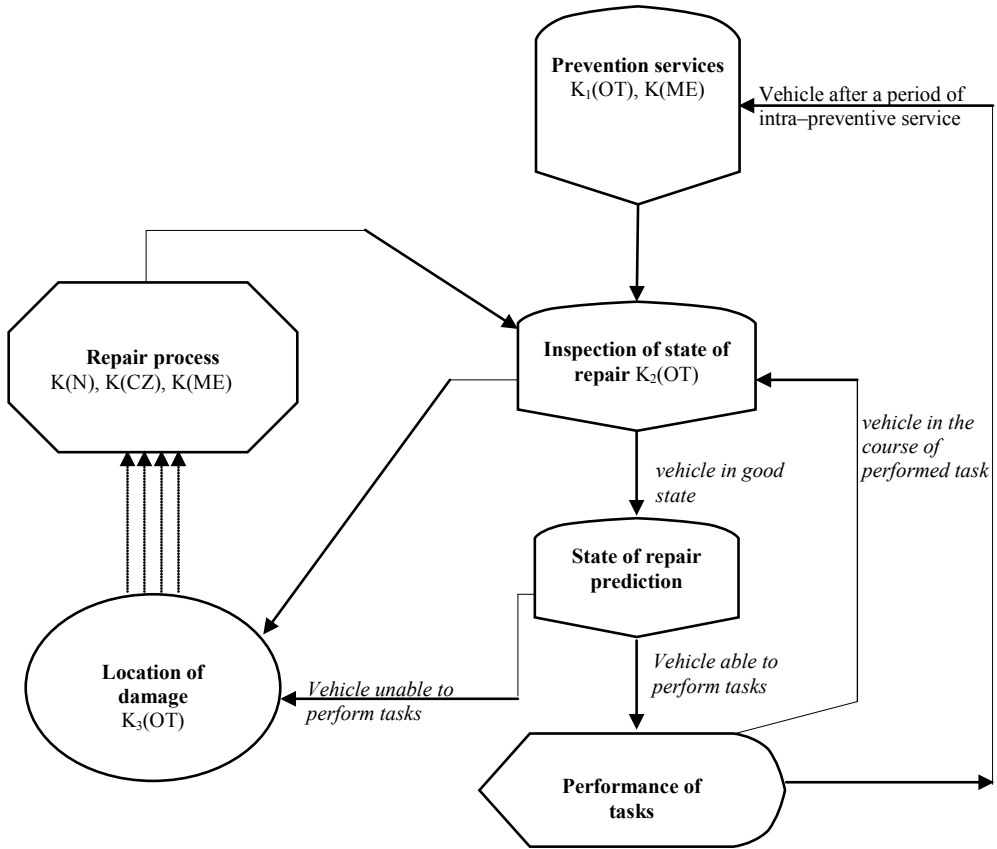 Prevention services
K₁(OT), K(ME)
Vehicle after a period of
intra–preventive service
Repair process
K(N), K(CZ), K(ME)
Inspection of state of
repair K₂(OT)
vehicle in the
course of
performed task
vehicle in good
state
State of repair
prediction
Location of
damage
K₃(OT)
Vehicle unable to
perform tasks
Vehicle able to
perform tasks
Performance of
tasks